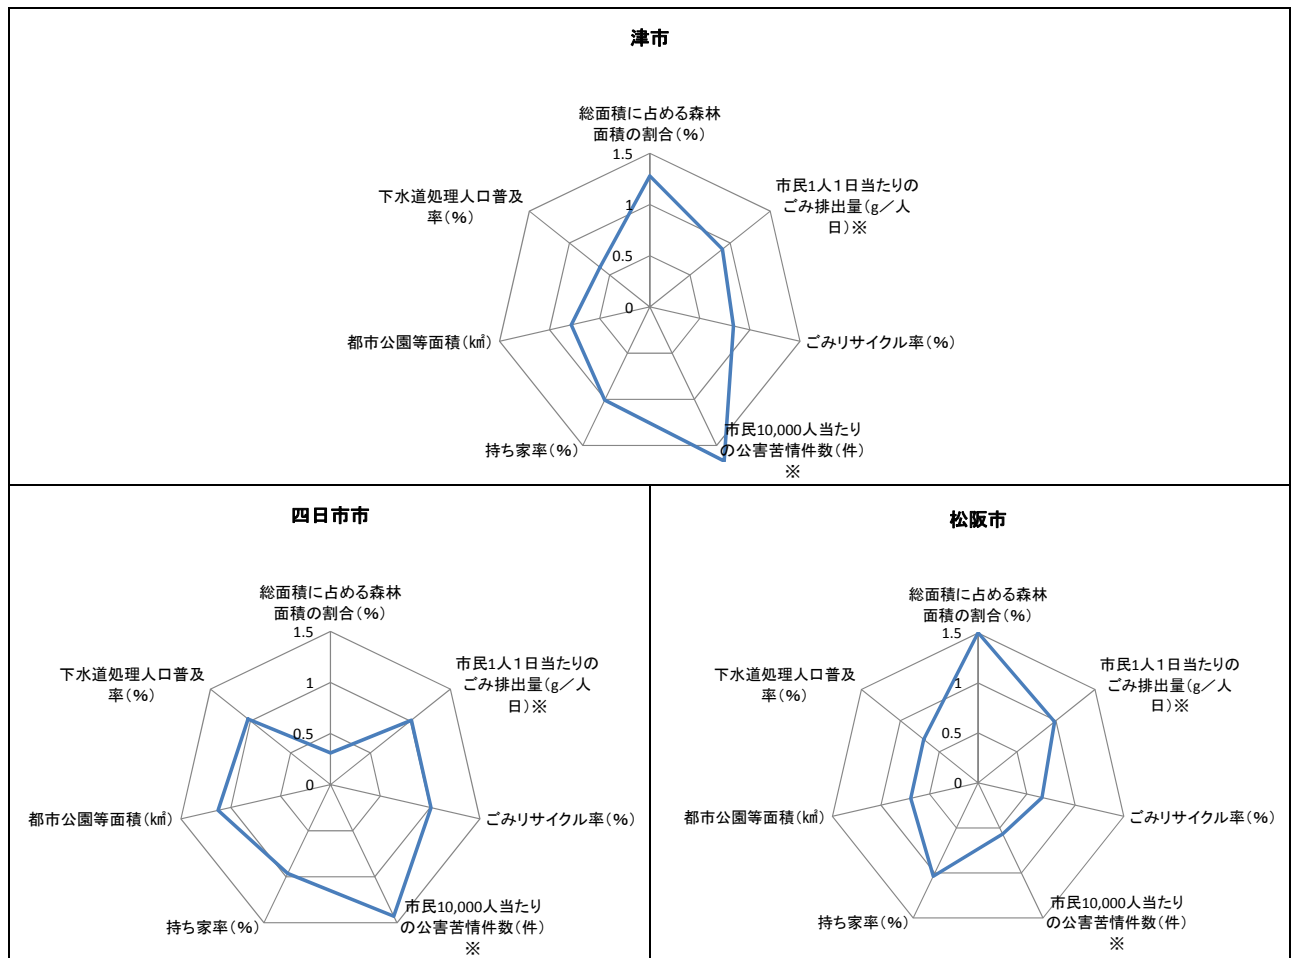 津市
総面積に占める森林
面積の割合(%)
1.5
1
0.5
0
市民1人1日当たりの
ごみ排出量(g/人
日)※
ごみリサイクル率(%)
市民10,000人当たり
の公害苦情件数(件)
※
持ち家率(%)
都市公園等面積(k㎡)
下水道処理人口普及
率(%)
四日市市
総面積に占める森林
面積の割合(%)
1.5
1
0.5
0
市民1人1日当たりの
ごみ排出量(g/人
日)※
ごみリサイクル率(%)
市民10,000人当たり
の公害苦情件数(件)
※
持ち家率(%)
都市公園等面積(k㎡)
下水道処理人口普及
率(%)
松阪市
総面積に占める森林
面積の割合(%)
1.5
1
0.5
0
市民1人1日当たりの
ごみ排出量(g/人
日)※
ごみリサイクル率(%)
市民10,000人当たり
の公害苦情件数(件)
※
持ち家率(%)
都市公園等面積(k㎡)
下水道処理人口普及
率(%)